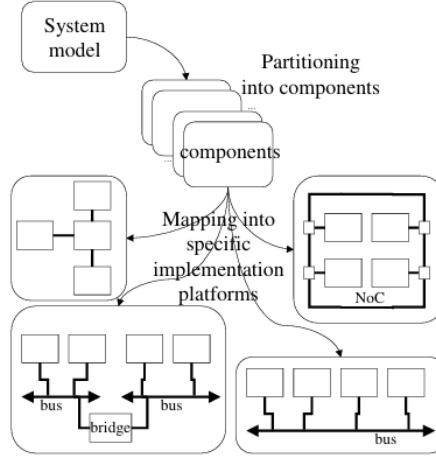 System
model
Partitioning
into components
...
...
components
Mapping into
specific
implementation
platforms
NoC
bus
bus
bridge
bus